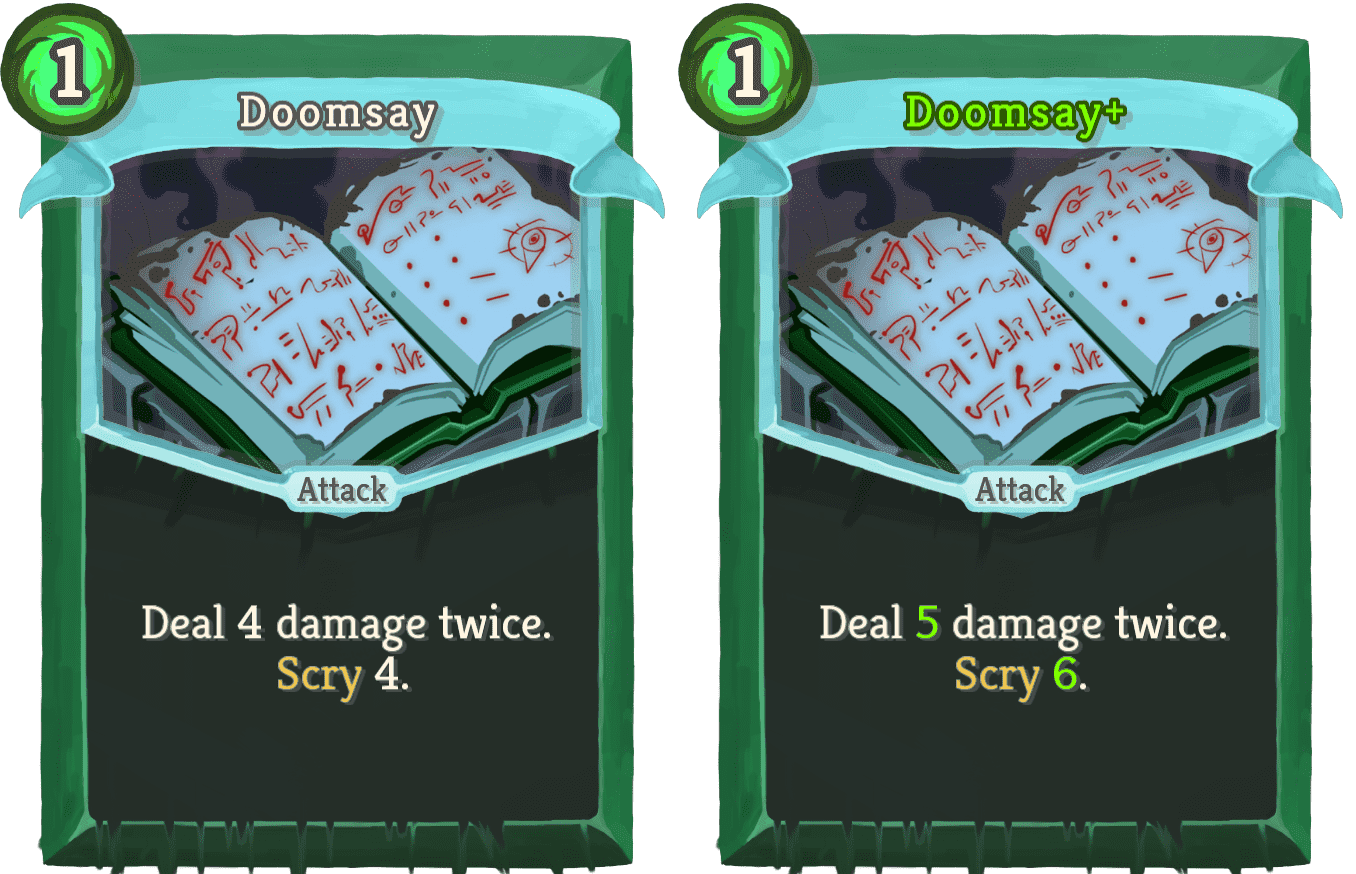 1
Doomsay
Attack
Deal 4 damage twice.
Scry 4.
1
Doomsay+
Attack
Deal 5 damage twice.
Scry 6.